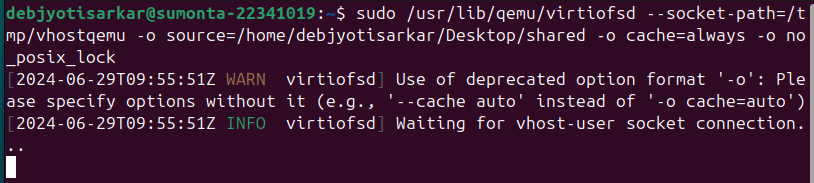 debjyotisarkar@sumonta-22341019:~$ sudo /usr/lib/qemu/virtiofsd --socket-path=/t
mp/vhostqemu -o source=/home/debjyotisarkar/Desktop/shared -o cache=always -o no
_posix_lock
[2024-06-29T09:55:51Z WARN  virtiofsd] Use of deprecated option format '-o': Ple
ase specify options without it (e.g., '--cache auto' instead of '-o cache=auto')
[2024-06-29T09:55:51Z INFO  virtiofsd] Waiting for vhost-user socket connection.
..